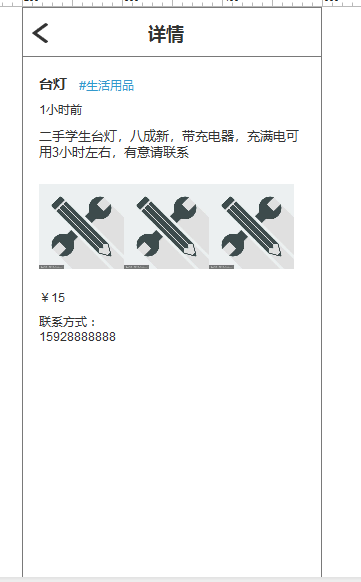 详情
台灯 #生活用品
1小时前
二手学生台灯，八成新，带充电器，充满电可
用3小时左右，有意请联系
￥15
联系方式：
15928888888